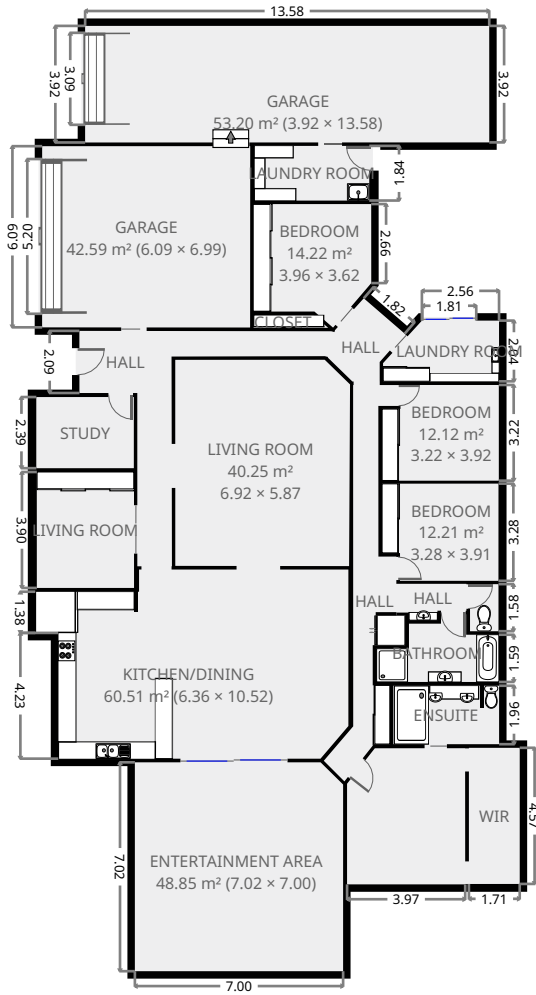 13.58
3.92
3.09
3.92
GARAGE
53.20 m² (3.92 × 13.58)
LAUNDRY ROOM
1.84
6.09
5.20
GARAGE
42.59 m² (6.09 × 6.99)
BEDROOM
14.22 m²
3.96 × 3.62
2.66
1.82
2.56
1.81
CLOSET
HALL
LAUNDRY ROOM
2.09
HALL
BEDROOM
12.12 m²
3.22 × 3.92
3.22
2.39
STUDY
LIVING ROOM
40.25 m²
6.92 × 5.87
BEDROOM
12.21 m²
3.28 × 3.91
3.28
3.90
LIVING ROOM
1.38
HALL
HALL
1.58
BATHROOM
1.59
4.23
KITCHEN/DINING
60.51 m² (6.36 × 10.52)
ENSUITE
1.96
WIR
4.57
7.02
ENTERTAINMENT AREA
48.85 m² (7.02 × 7.00)
3.97
1.71
7.00